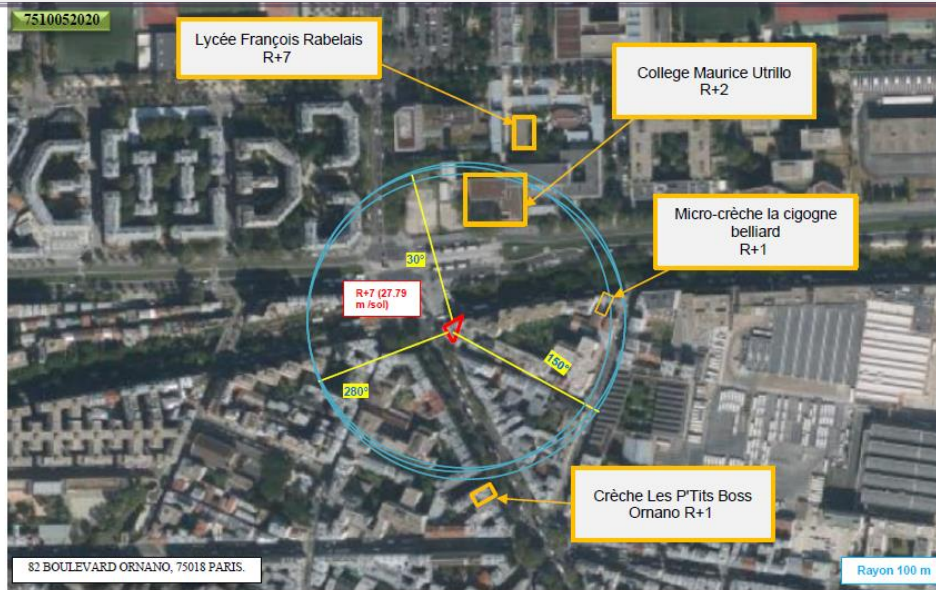 7510052020
Lycée François Rabelais
R+7
College Maurice Utrillo
R+2
Micro-crèche la cigogne
belliard
R+1
30°
R+7 (27.79
m /sol)
150°
280°
Crèche Les P'Tits Boss
Ornano R+1
82 BOULEVARD ORNANO, 75018 PARIS.
Rayon 100 m